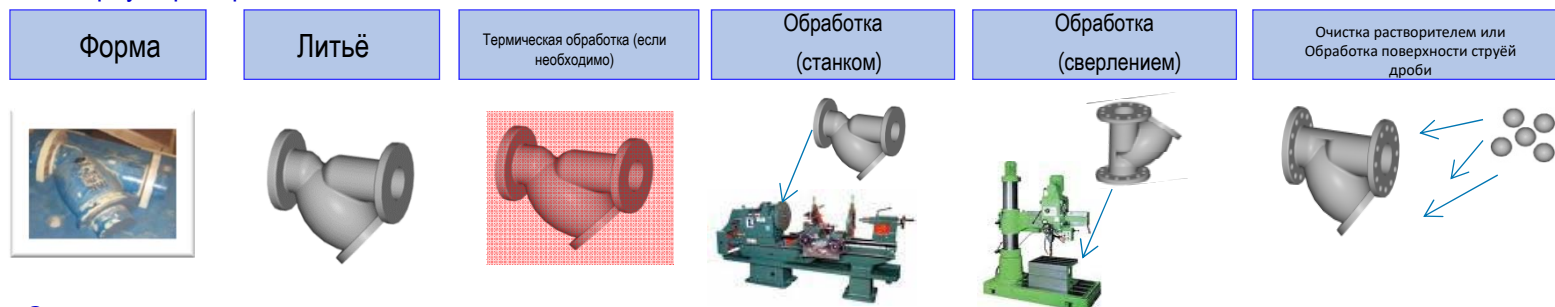 Форма
Литьё
Термическая обработка (если
необходимо)
Обработка
(станком)
Обработка
(сверлением)
Очистка растворителем или
Обработка поверхности струёй
дроби